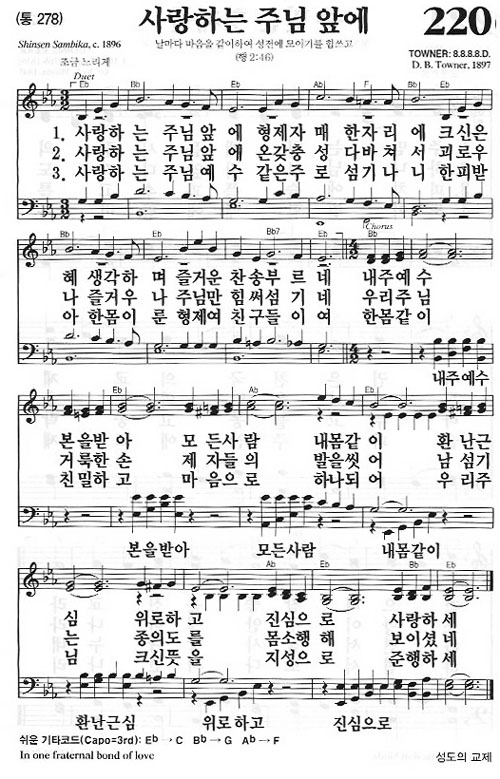 (통 278)
사랑하는 주님 앞에
220
Shinsen Sambika, c. 1896
날마다 마음을 같이하여 성전에 모이기를 힘쓰고
(행 2:46)
TOWNER: 8.8.8.8.D.
D. B. Towner, 1897
조금 느리게
Duet
Eb Bb Eb Ab F Bb Eb
1. 사랑하 는 주님앞 에 형제자 매 한자 리 에 크신은
2. 사랑하 는 주님앞 에 온갖충 성 다바 쳐 서 괴로우
3. 사랑하 는 주님예 수 같은주 로 섬기 나 니 한피받
Bb Eb Bb7 Eb Bb
Chorus
혜 생각하 며 즐거운 찬송부 르 네 내주예 수
나 즐거우 나 주님만 힘써섬 기 네 우리주 님
아 한몸이 룬 형제여 친구들 이 여 한몸같 이
내주 예수
Eb Ab Eb
본을받 아 모 든사 람 내몸같 이 환 난근
거룩한 손 제 자들 의 발을씻 어 남 섬기
친밀하 고 마 음으 로 하나되 어 우 리주
본을받아 모든사람 내몸같이
Bb Eb Ab Eb Bb Eb
심 위로하 고 진심으 로 사랑하 세
는 종의도 를 몸소행 해 보이셨 네
님 크신뜻 을 지성으 로 준행하 세
환난근심 위로하고 진심으로
쉬운 기타코드(Capo=3rd): Eb→C Bb→G Ab→F
In one fraternal bond of love
성도의 교제